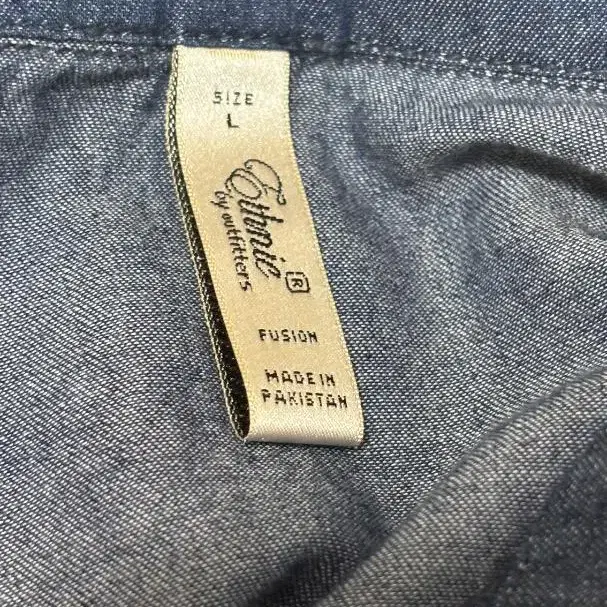 SIZE
L
Ethnic
by outfitters ®
FUSION
MADE IN
PAKISTAN